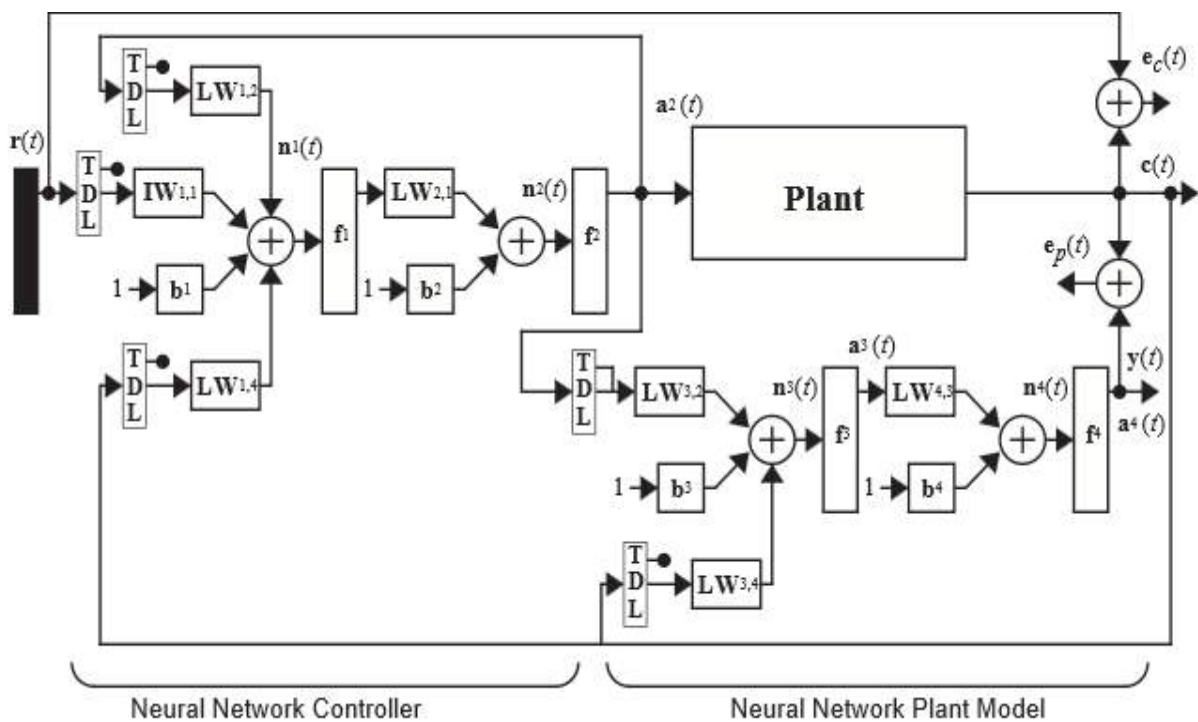 T
D
L
LW1,2
r(t)
T
D
L
IW1,1
n1(t)
1
b1
T
D
L
LW1,4
f1
LW2,1
1
b2
n2(t)
f2
a2(t)
Plant
ec(t)
c(t)
ep(t)
T
D
L
LW3,2
n3(t)
1
b3
T
D
L
LW3,4
a3(t)
f3
LW4,3
1
b4
n4(t)
f4
y(t)
a4(t)
Neural Network Controller
Neural Network Plant Model